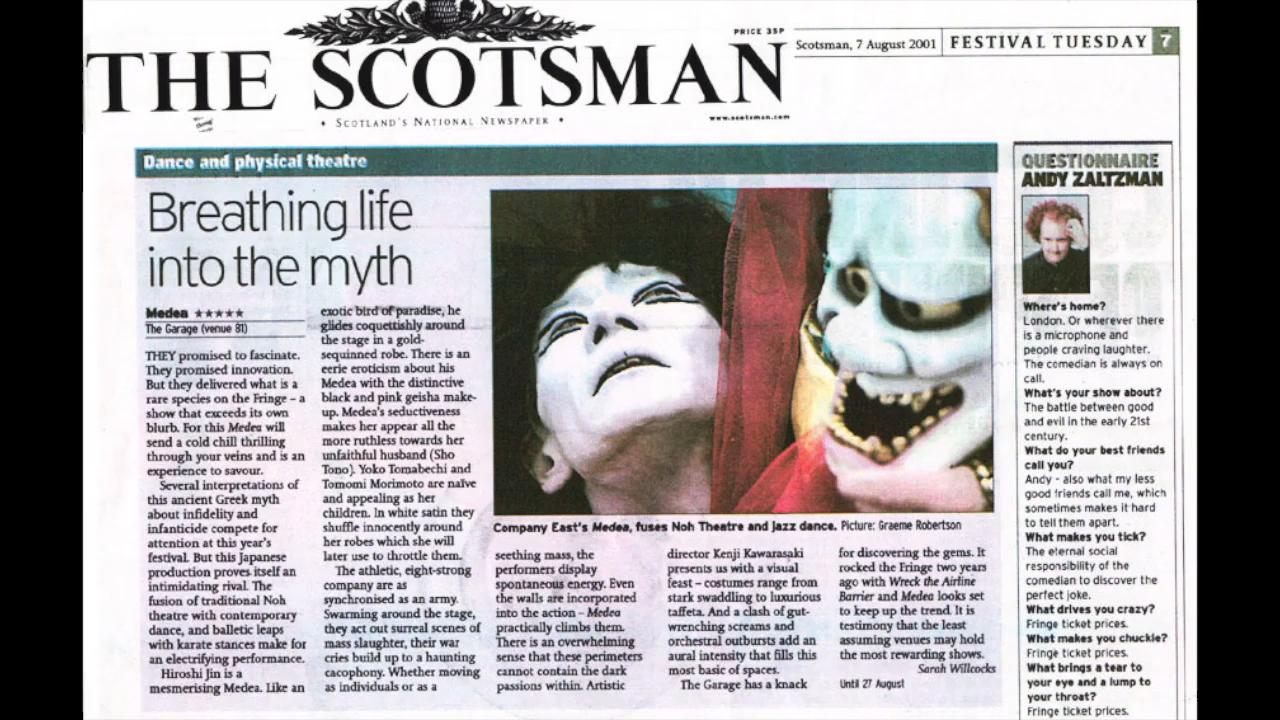 PRICE 35P
THE SCOTSMAN
• SCOTLAND'S NATIONAL NEWSPAPER •
www.scotsman.com
Scotsman, 7 August 2001
FESTIVAL TUESDAY 7
Dance and physical theatre
Breathing life
into the myth
Medea ★★★★★
The Garage (venue 81)
THEY promised to fascinate.
They promised innovation.
But they delivered what is a
rare species on the Fringe – a
show that exceeds its own
blurb. For this Medea will
send a cold chill thrilling
through your veins and is an
experience to savour.
Several interpretations of
this ancient Greek myth
about infidelity and
infanticide compete for
attention at this year's
festival. But this Japanese
production proves itself an
intimidating rival. The
fusion of traditional Noh
theatre with contemporary
dance, and balletic leaps
with karate stances make for
an electrifying performance.
Hiroshi Jin is a
mesmerising Medea. Like an
exotic bird of paradise, he
glides coquettishly around
the stage in a gold-
sequinned robe. There is an
eerie eroticism about his
Medea with the distinctive
black and pink geisha make-
up. Medea's seductiveness
makes her appear all the
more ruthless towards her
unfaithful husband (Sho
Tono). Yoko Tomabechi and
Tomomi Morimoto are naïve
and appealing as her
children. In white satin they
shuffle innocently around
her robes which she will
later use to throttle them.
The athletic, eight-strong
company are as
synchronised as an army.
Swarming around the stage,
they act out surreal scenes of
mass slaughter, their war
cries build up to a haunting
cacophony. Whether moving
as individuals or as a
Company East's Medea, fuses Noh Theatre and jazz dance. Picture: Graeme Robertson
seething mass, the
performers display
spontaneous energy. Even
the walls are incorporated
into the action – Medea
practically climbs them.
There is an overwhelming
sense that these perimeters
cannot contain the dark
passions within. Artistic
director Kenji Kawarasaki
presents us with a visual
feast – costumes range from
stark swaddling to luxurious
taffeta. And a clash of gut-
wrenching screams and
orchestral outbursts add an
aural intensity that fills this
most basic of spaces.
The Garage has a knack
for discovering the gems. It
rocked the Fringe two years
ago with Wreck the Airline
Barrier and Medea looks set
to keep up the trend. It is
testimony that the least
assuming venues may hold
the most rewarding shows.
Sarah Willcocks
Until 27 August
QUESTIONNAIRE
ANDY ZALTZMAN
Where's home?
London. Or wherever there
is a microphone and
people craving laughter.
The comedian is always on
call.
What's your show about?
The battle between good
and evil in the early 21st
century.
What do your best friends
call you?
Andy - also what my less
good friends call me, which
sometimes makes it hard
to tell them apart.
What makes you tick?
The eternal social
responsibility of the
comedian to discover the
perfect joke.
What drives you crazy?
Fringe ticket prices.
What makes you chuckle?
Fringe ticket prices.
What brings a tear to
your eye and a lump to
your throat?
Fringe ticket prices.